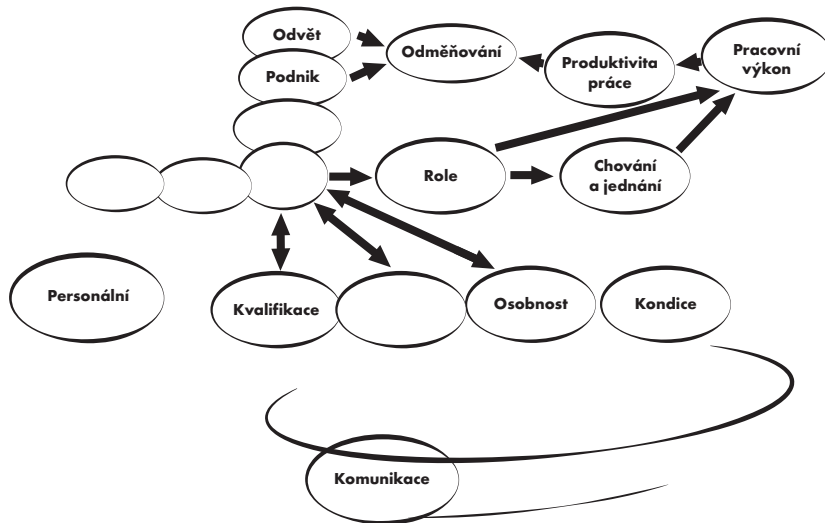 Odvět
Odměňování
Podnik
Produktivita
práce
Pracovní
výkon
Role
Chování
a jednání
Personální
Kvalifikace
Osobnost
Kondice
Komunikace